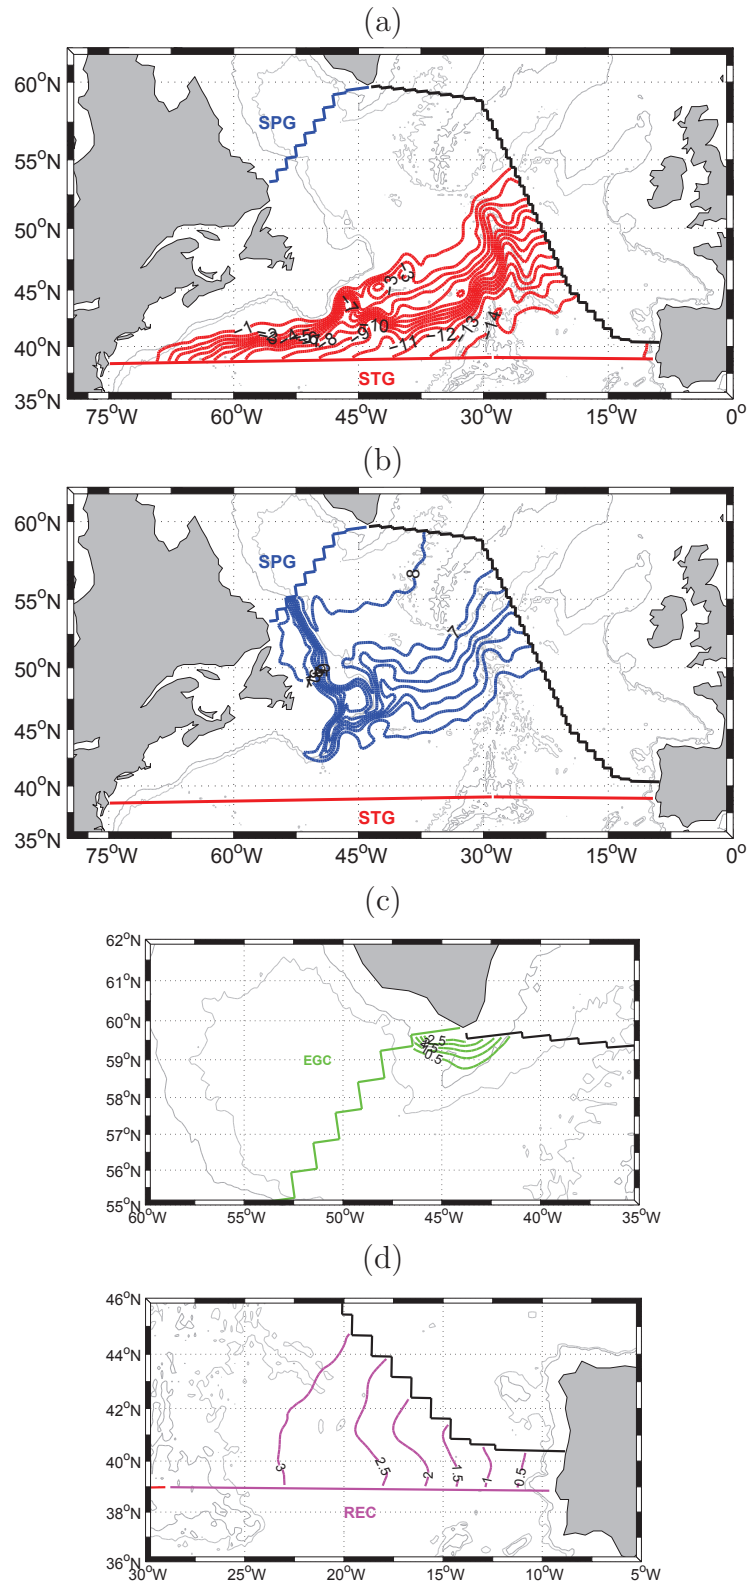 (a)
60°N
55°N
50°N
45°N
40°N
35°N
SPG
-3
-3
-1
-8
-9
-10
-11
-12
-13
-14
STG
75°W 60°W 45°W 30°W 15°W 0°
(b)
60°N
55°N
50°N
45°N
40°N
35°N
SPG
8
7
STG
75°W 60°W 45°W 30°W 15°W 0°
(c)
62°N
61°N
60°N
59°N
58°N
57°N
56°N
55°N
EGC
2.5
0.5
60°W 55°W 50°W 45°W 40°W 35°W
(d)
46°N
44°N
42°N
40°N
38°N
36°N
3 2.5 2 1.5 1 0.5
REC
30°W 25°W 20°W 15°W 10°W 5°W